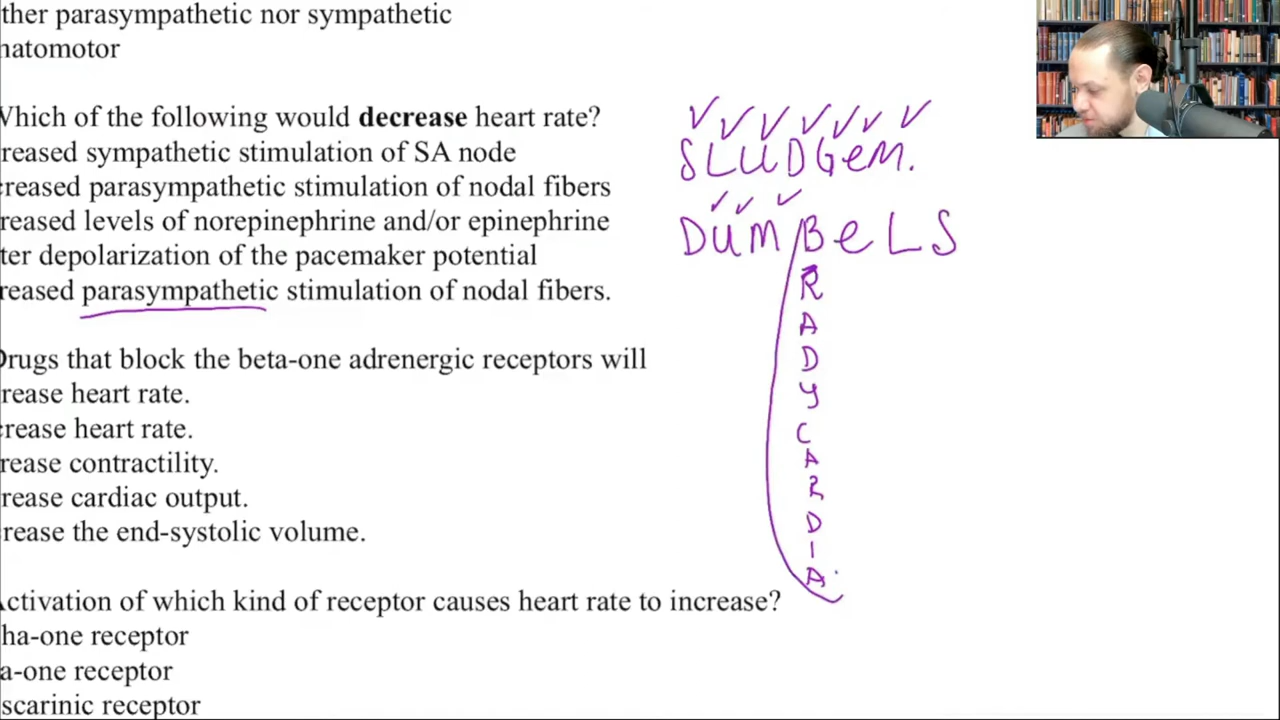 ther parasympathetic nor sympathetic
natomotor
Which of the following would decrease heart rate?
reased sympathetic stimulation of SA node
creased parasympathetic stimulation of nodal fibers
reased levels of norepinephrine and/or epinephrine
ter depolarization of the pacemaker potential
reased parasympathetic stimulation of nodal fibers.
Drugs that block the beta-one adrenergic receptors will
rease heart rate.
crease heart rate.
rease contractility.
rease cardiac output.
crease the end-systolic volume.
Activation of which kind of receptor causes heart rate to increase?
ha-one receptor
a-one receptor
scarinic receptor
SLUDGeM.
DUMBeLS
R
A
D
Y
C
A
R
D
I
A